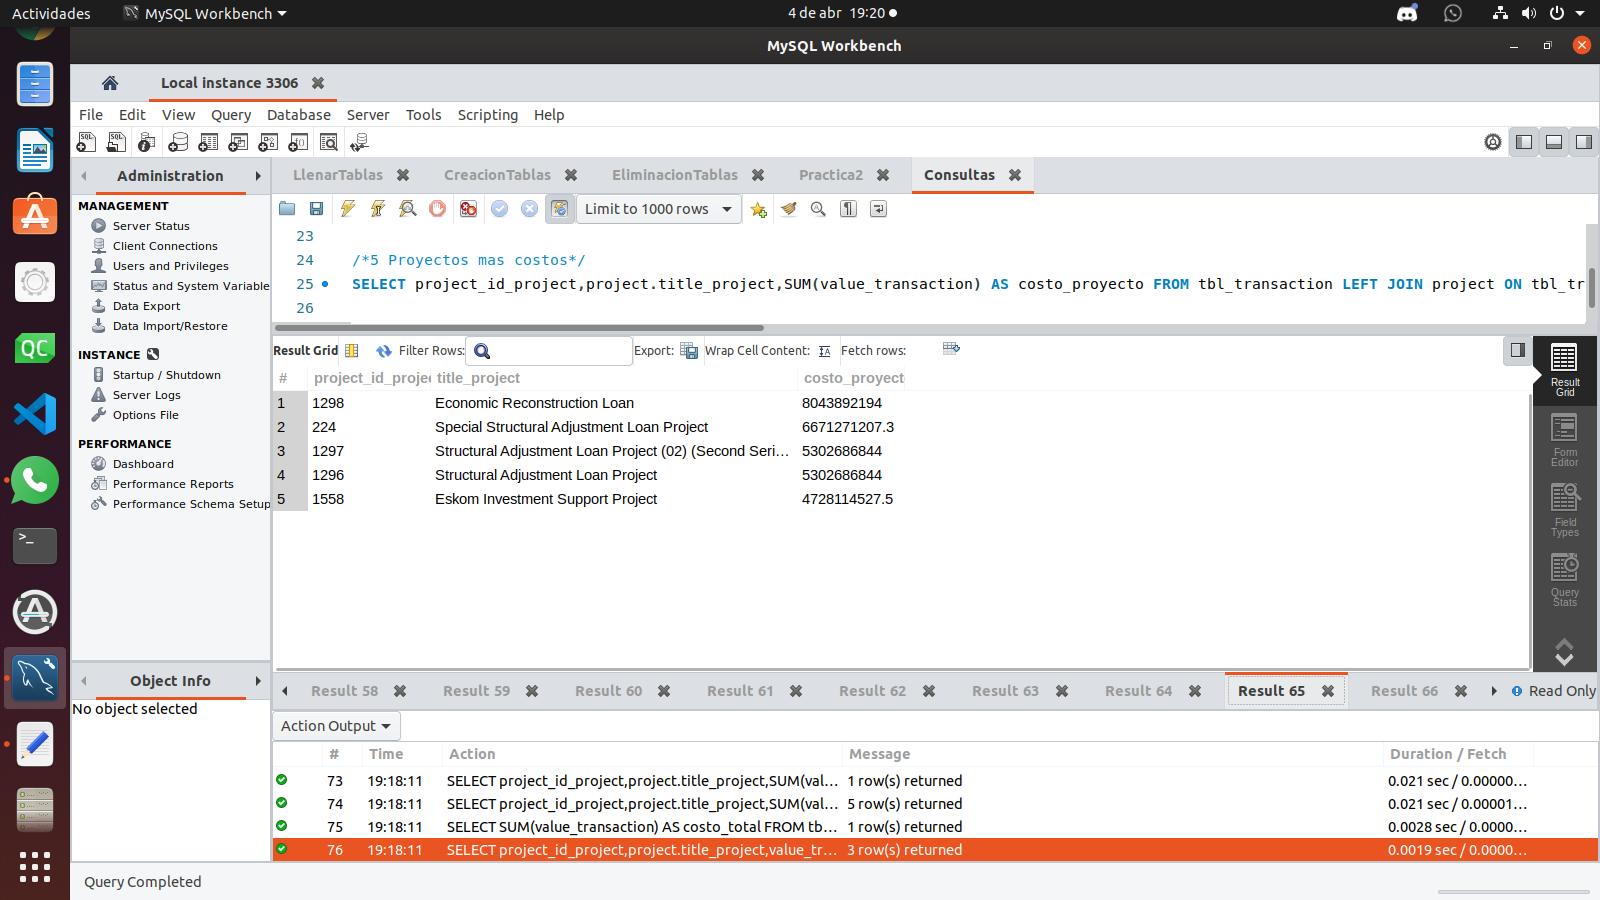 Actividades MySQL Workbench 4 de abr 19:20
MySQL Workbench
Local instance 3306
File Edit View Query Database Server Tools Scripting Help
Administration
MANAGEMENT
Server Status
Client Connections
Users and Privileges
Status and System Variable
Data Export
Data Import/Restore
INSTANCE
Startup / Shutdown
Server Logs
Options File
PERFORMANCE
Dashboard
Performance Reports
Performance Schema Setup
Object Info
No object selected
LlenarTablas CreacionTablas EliminacionTablas Practica2 Consultas
Limit to 1000 rows
23
24 /*5 Proyectos mas costos*/
25 SELECT project_id_project,project.title_project,SUM(value_transaction) AS costo_proyecto FROM tbl_transaction LEFT JOIN project ON tbl_tr
26
Result Grid Filter Rows: Export: Wrap Cell Content: Fetch rows:
# project_id_projec title_project costo_proyect
1 1298 Economic Reconstruction Loan 8043892194
2 224 Special Structural Adjustment Loan Project 6671271207.3
3 1297 Structural Adjustment Loan Project (02) (Second Seri... 5302686844
4 1296 Structural Adjustment Loan Project 5302686844
5 1558 Eskom Investment Support Project 4728114527.5
Result
Grid
Form
Editor
Field
Types
Query
Stats
Result 58 Result 59 Result 60 Result 61 Result 62 Result 63 Result 64 Result 65 Result 66 Read Only
Action Output
# Time Action Message Duration / Fetch
73 19:18:11 SELECT project_id_project,project.title_project,SUM(val... 1 row(s) returned 0.021 sec / 0.00000...
74 19:18:11 SELECT project_id_project,project.title_project,SUM(val... 5 row(s) returned 0.021 sec / 0.00001...
75 19:18:11 SELECT SUM(value_transaction) AS costo_total FROM tb... 1 row(s) returned 0.0028 sec / 0.0000...
76 19:18:11 SELECT project_id_project,project.title_project,value_tr... 3 row(s) returned 0.0019 sec / 0.0000...
Query Completed